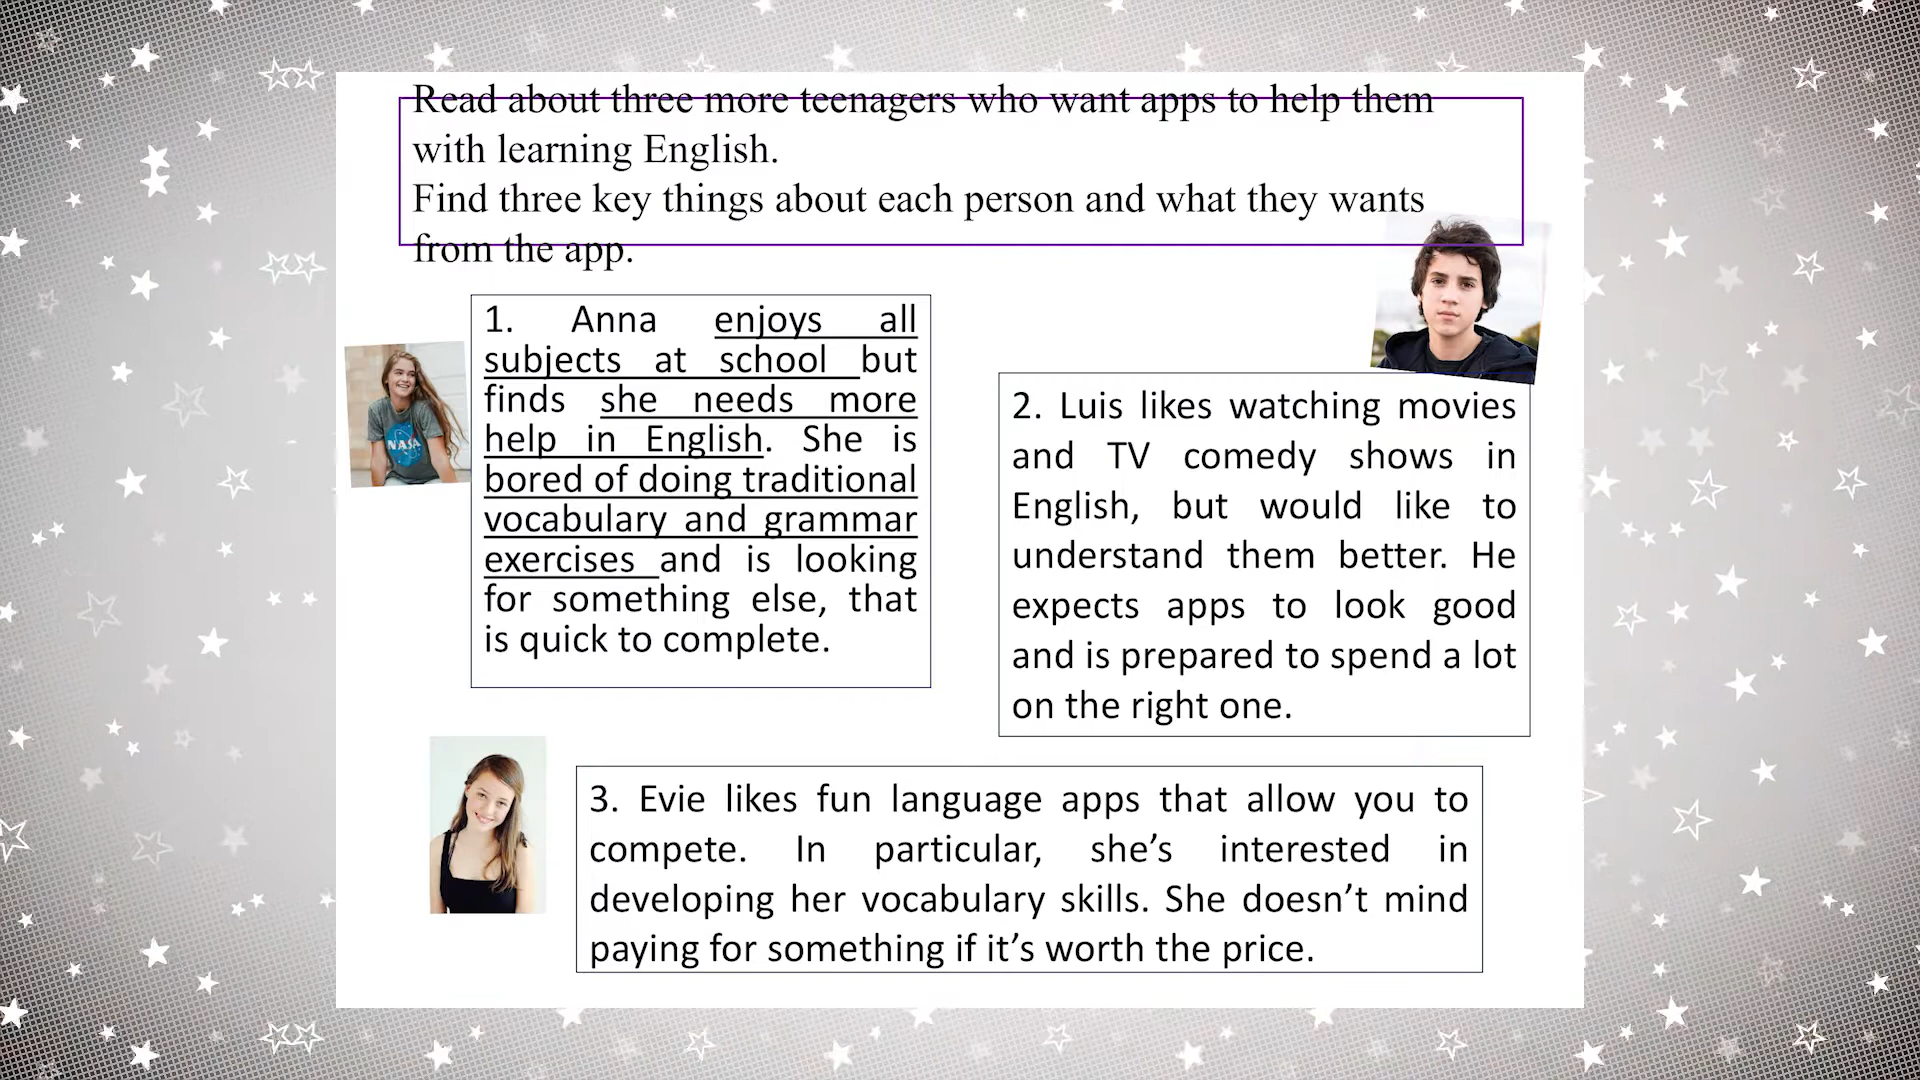 Read about three more teenagers who want apps to help them
with learning English.
Find three key things about each person and what they wants
from the app.
1. Anna enjoys all
subjects at school but
finds she needs more
help in English. She is
bored of doing traditional
vocabulary and grammar
exercises and is looking
for something else, that
is quick to complete.
NASA
2. Luis likes watching movies
and TV comedy shows in
English, but would like to
understand them better. He
expects apps to look good
and is prepared to spend a lot
on the right one.
3. Evie likes fun language apps that allow you to
compete. In particular, she’s interested in
developing her vocabulary skills. She doesn’t mind
paying for something if it’s worth the price.